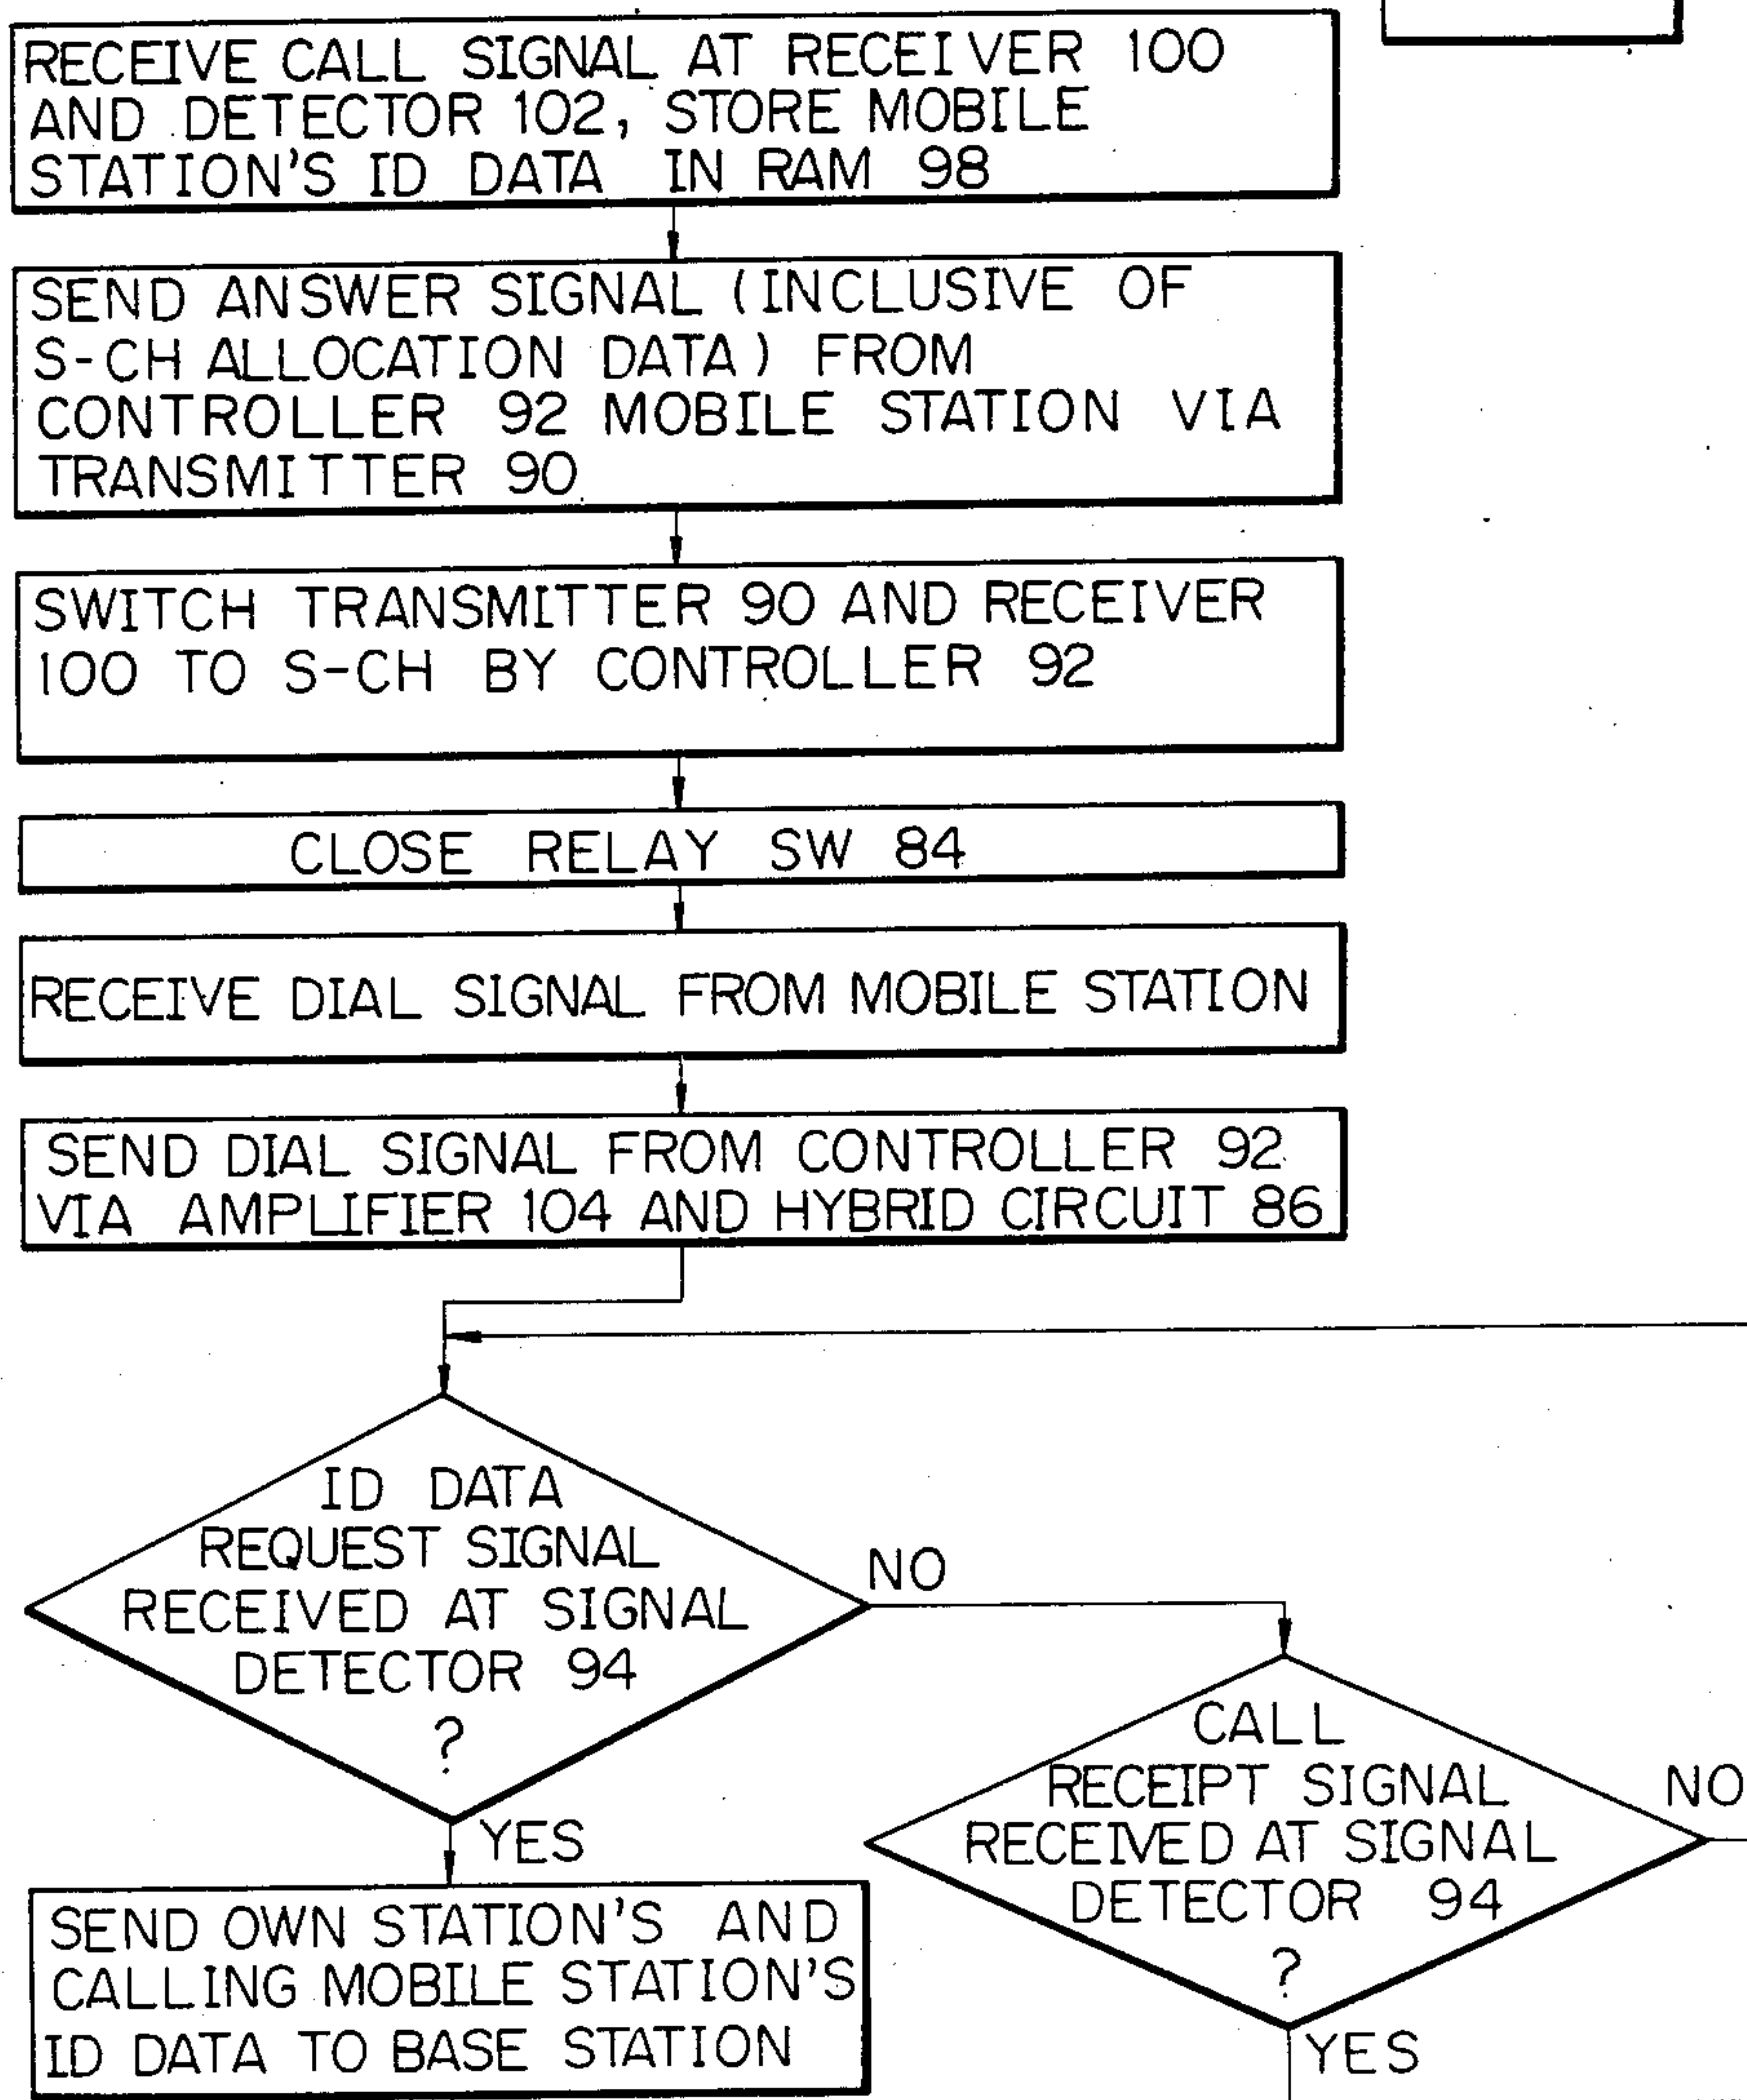 RECEIVE CALL SIGNAL AT RECEIVER 100
AND DETECTOR 102, STORE MOBILE
STATION'S ID DATA IN RAM 98
SEND ANSWER SIGNAL (INCLUSIVE OF
S-CH ALLOCATION DATA) FROM
CONTROLLER 92 MOBILE STATION VIA
TRANSMITTER 90
SWITCH TRANSMITTER 90 AND RECEIVER
100 TO S-CH BY CONTROLLER 92
CLOSE RELAY SW 84
RECEIVE DIAL SIGNAL FROM MOBILE STATION
SEND DIAL SIGNAL FROM CONTROLLER 92
VIA AMPLIFIER 104 AND HYBRID CIRCUIT 86
ID DATA
REQUEST SIGNAL
RECEIVED AT SIGNAL
DETECTOR 94
?
NO
YES
CALL
RECEIPT SIGNAL
RECEIVED AT SIGNAL
DETECTOR 94
?
NO
YES
SEND OWN STATION'S AND
CALLING MOBILE STATION'S
ID DATA TO BASE STATION